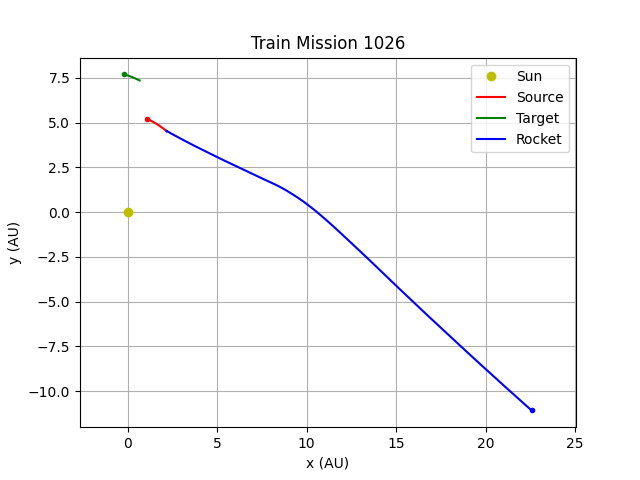 Train Mission 1026
Sun
Source
Target
Rocket
7.5
5.0
2.5
0.0
−2.5
−5.0
−7.5
−10.0
y (AU)
0 5 10 15 20 25
x (AU)